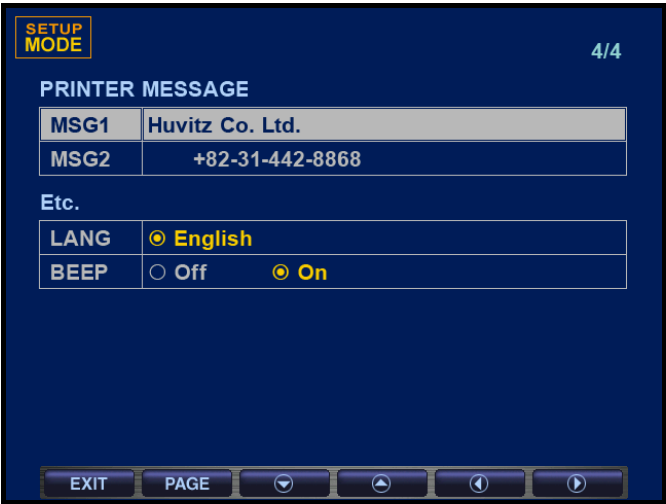 SETUP
MODE
4/4
PRINTER MESSAGE
MSG1 Huvitz Co. Ltd.
MSG2 +82-31-442-8868
Etc.
LANG English
BEEP Off On
EXIT PAGE